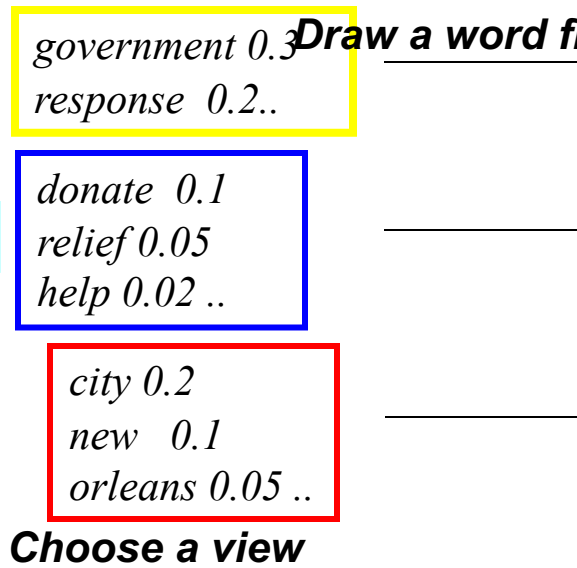 government 0.3
Draw a word
response 0.2..
donate 0.1
relief 0.05
help 0.02 ..
city 0.2
new 0.1
orleans 0.05 ..
Choose a view